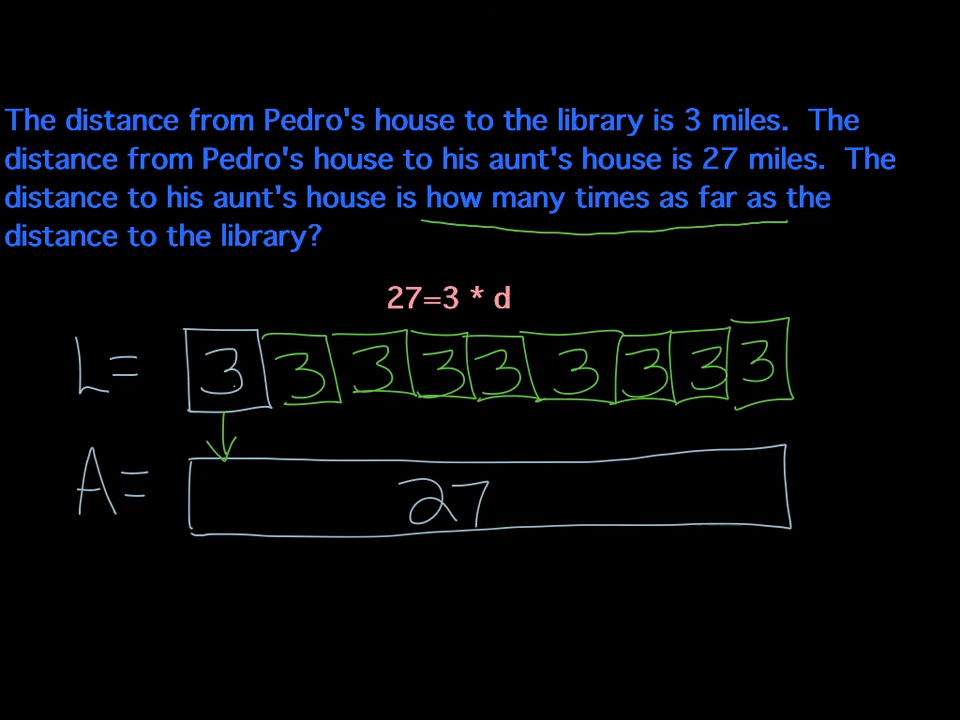 The distance from Pedro's house to the library is 3 miles.  The
distance from Pedro's house to his aunt's house is 27 miles.  The
distance to his aunt's house is how many times as far as the
distance to the library?
27=3 * d
L= 3 3 3 3 3 3 3 3 3
A= 27